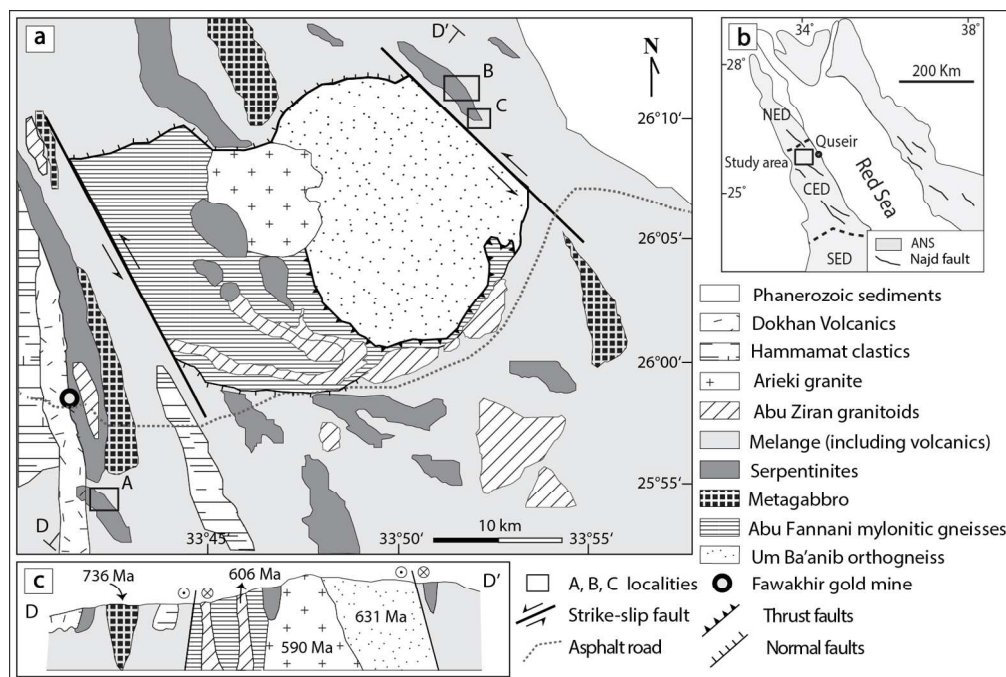 a
D'
B
C
N
26°10'
26°05'
26°00'
25°55'
A
D
33°45'
33°50'
33°55'
10 km
b
34°
38°
28°
200 Km
NED
Quseir
Study area
Red Sea
25°
CED
SED
ANS
Najd fault
Phanerozoic sediments
Dokhan Volcanics
Hammamat clastics
Arieki granite
Abu Ziran granitoids
Melange (including volcanics)
Serpentinites
Metagabbro
Abu Fannani mylonitic gneisses
Um Ba'anib orthogneiss
A, B, C localities
Fawakhir gold mine
Strike-slip fault
Thrust faults
Asphalt road
Normal faults
c
736 Ma
606 Ma
D'
D
631 Ma
590 Ma